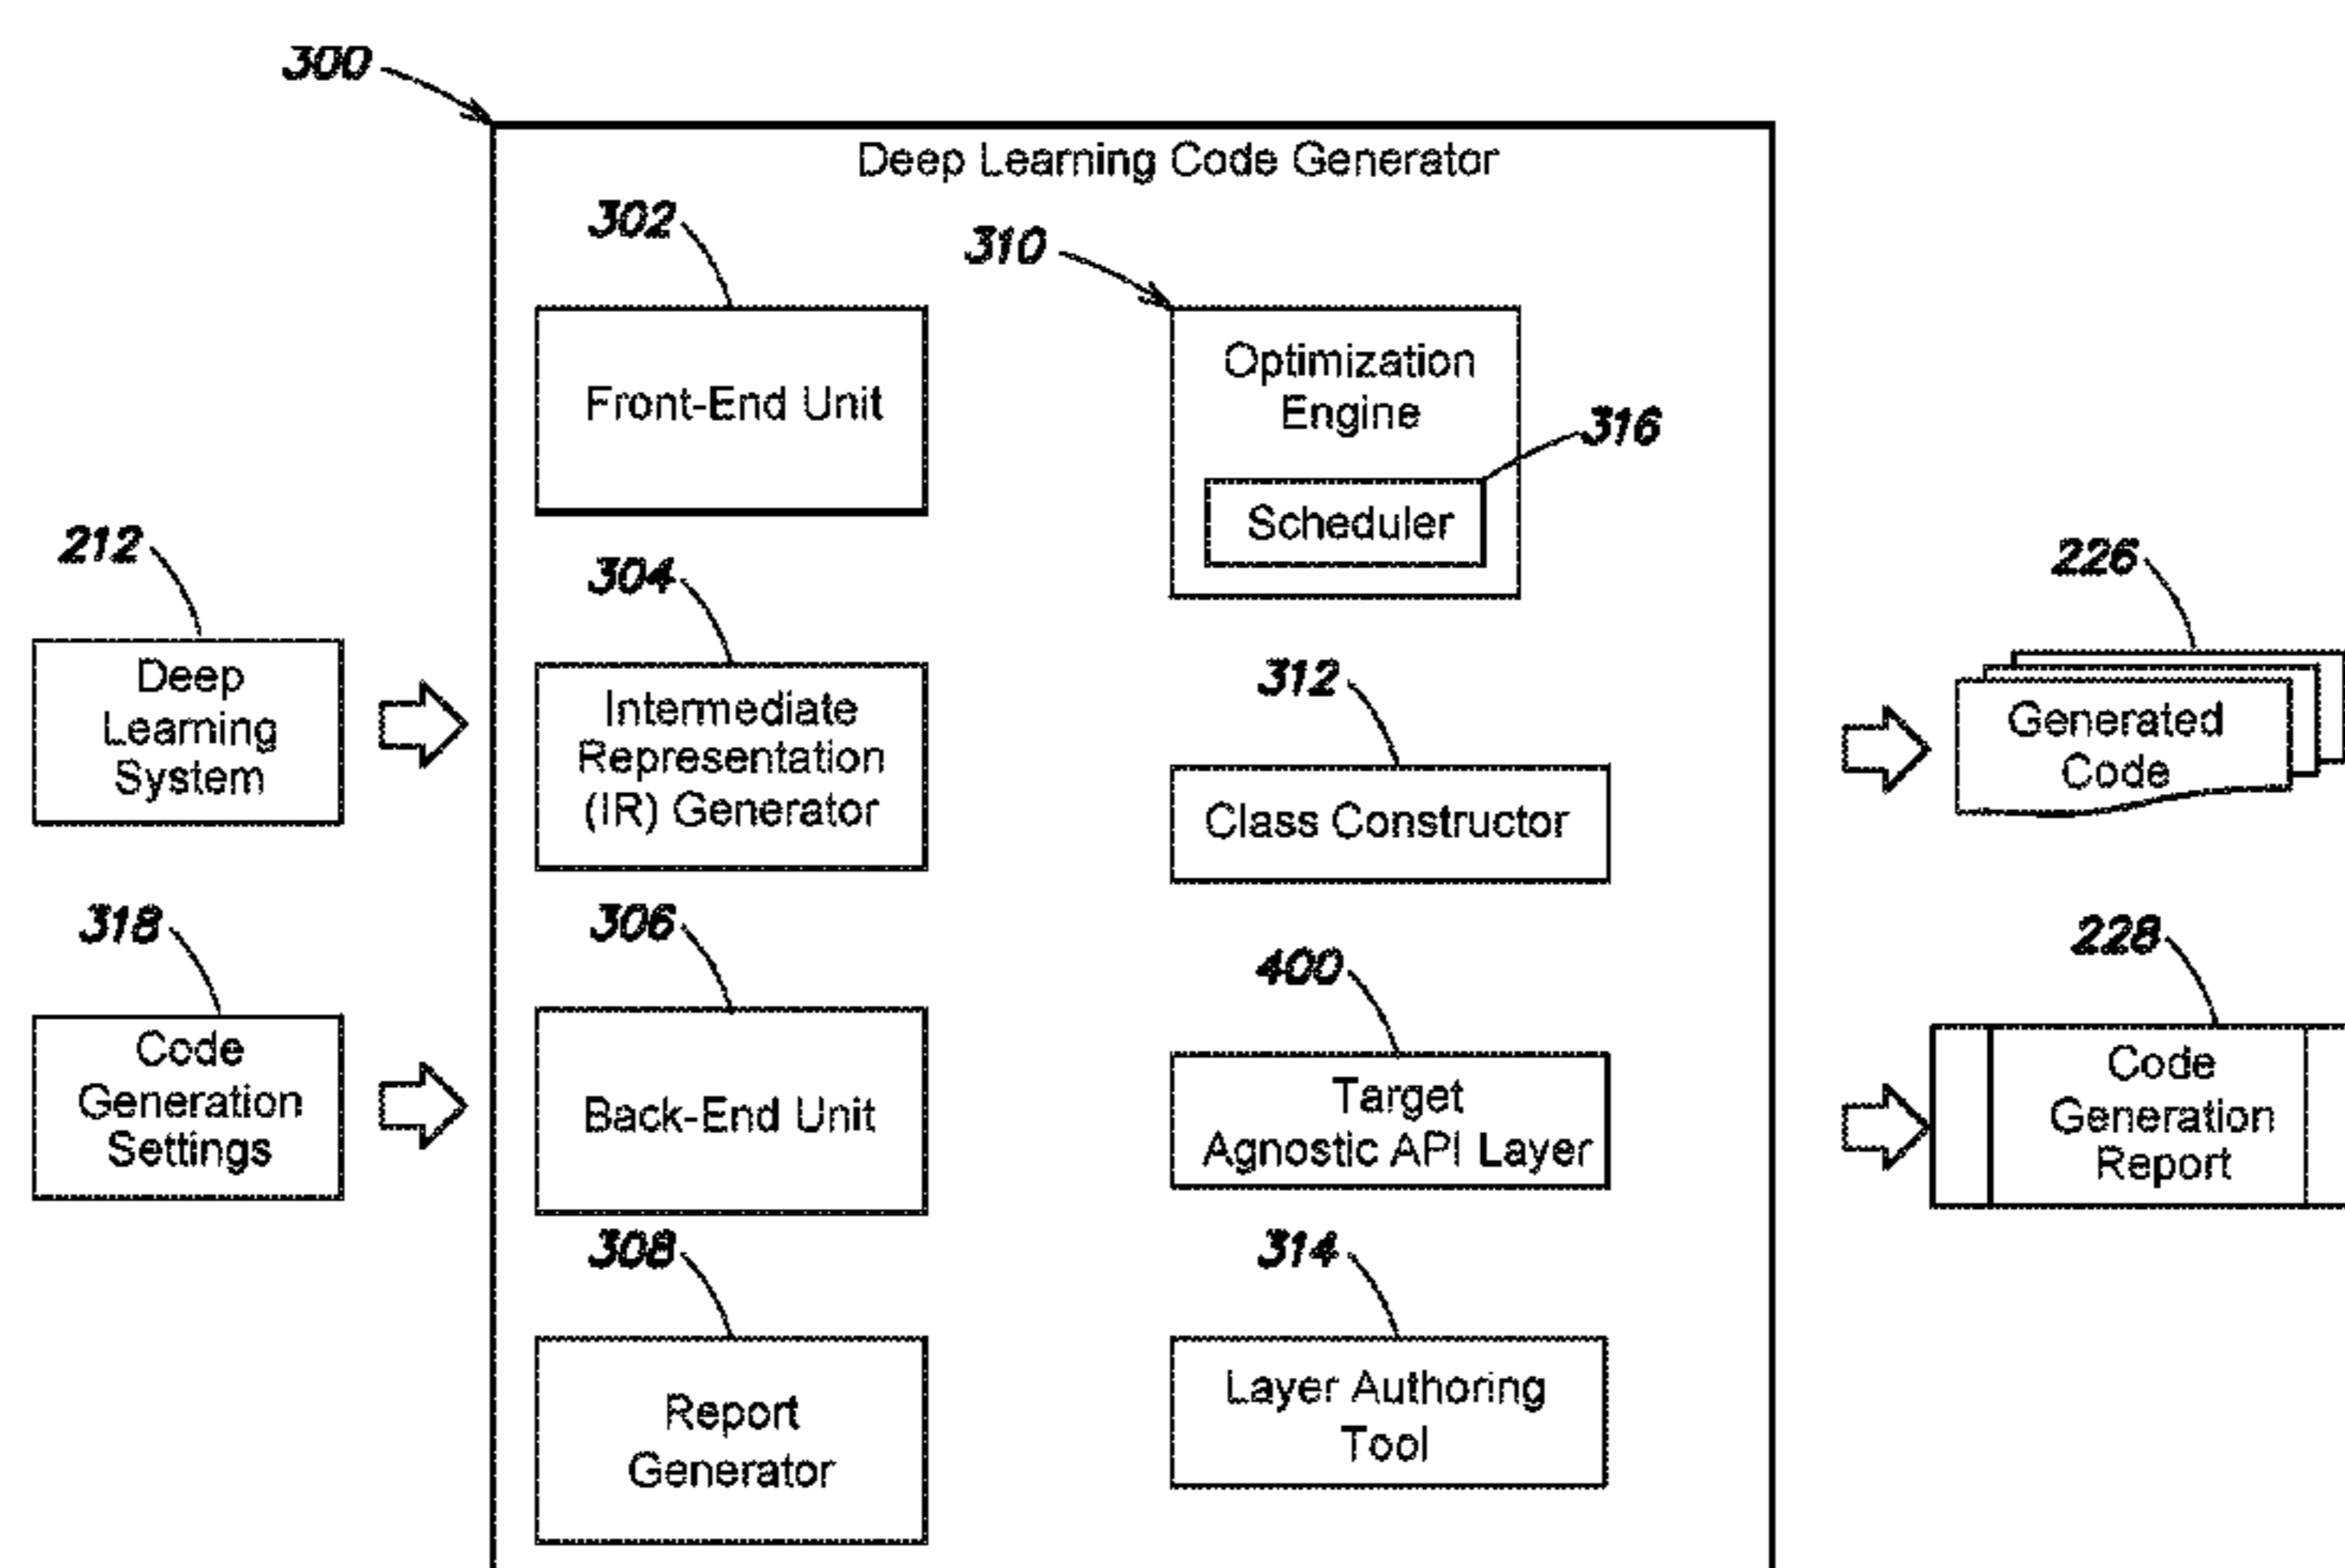 300
Deep Learning Code Generator
302
Front-End Unit
310
Optimization
Engine
316
Scheduler
212
Deep
Learning
System
304
Intermediate
Representation
(IR) Generator
312
Class Constructor
226
Generated
Code
318
Code
Generation
Settings
306
Back-End Unit
400
Target
Agnostic API Layer
228
Code
Generation
Report
308
Report
Generator
314
Layer Authoring
Tool